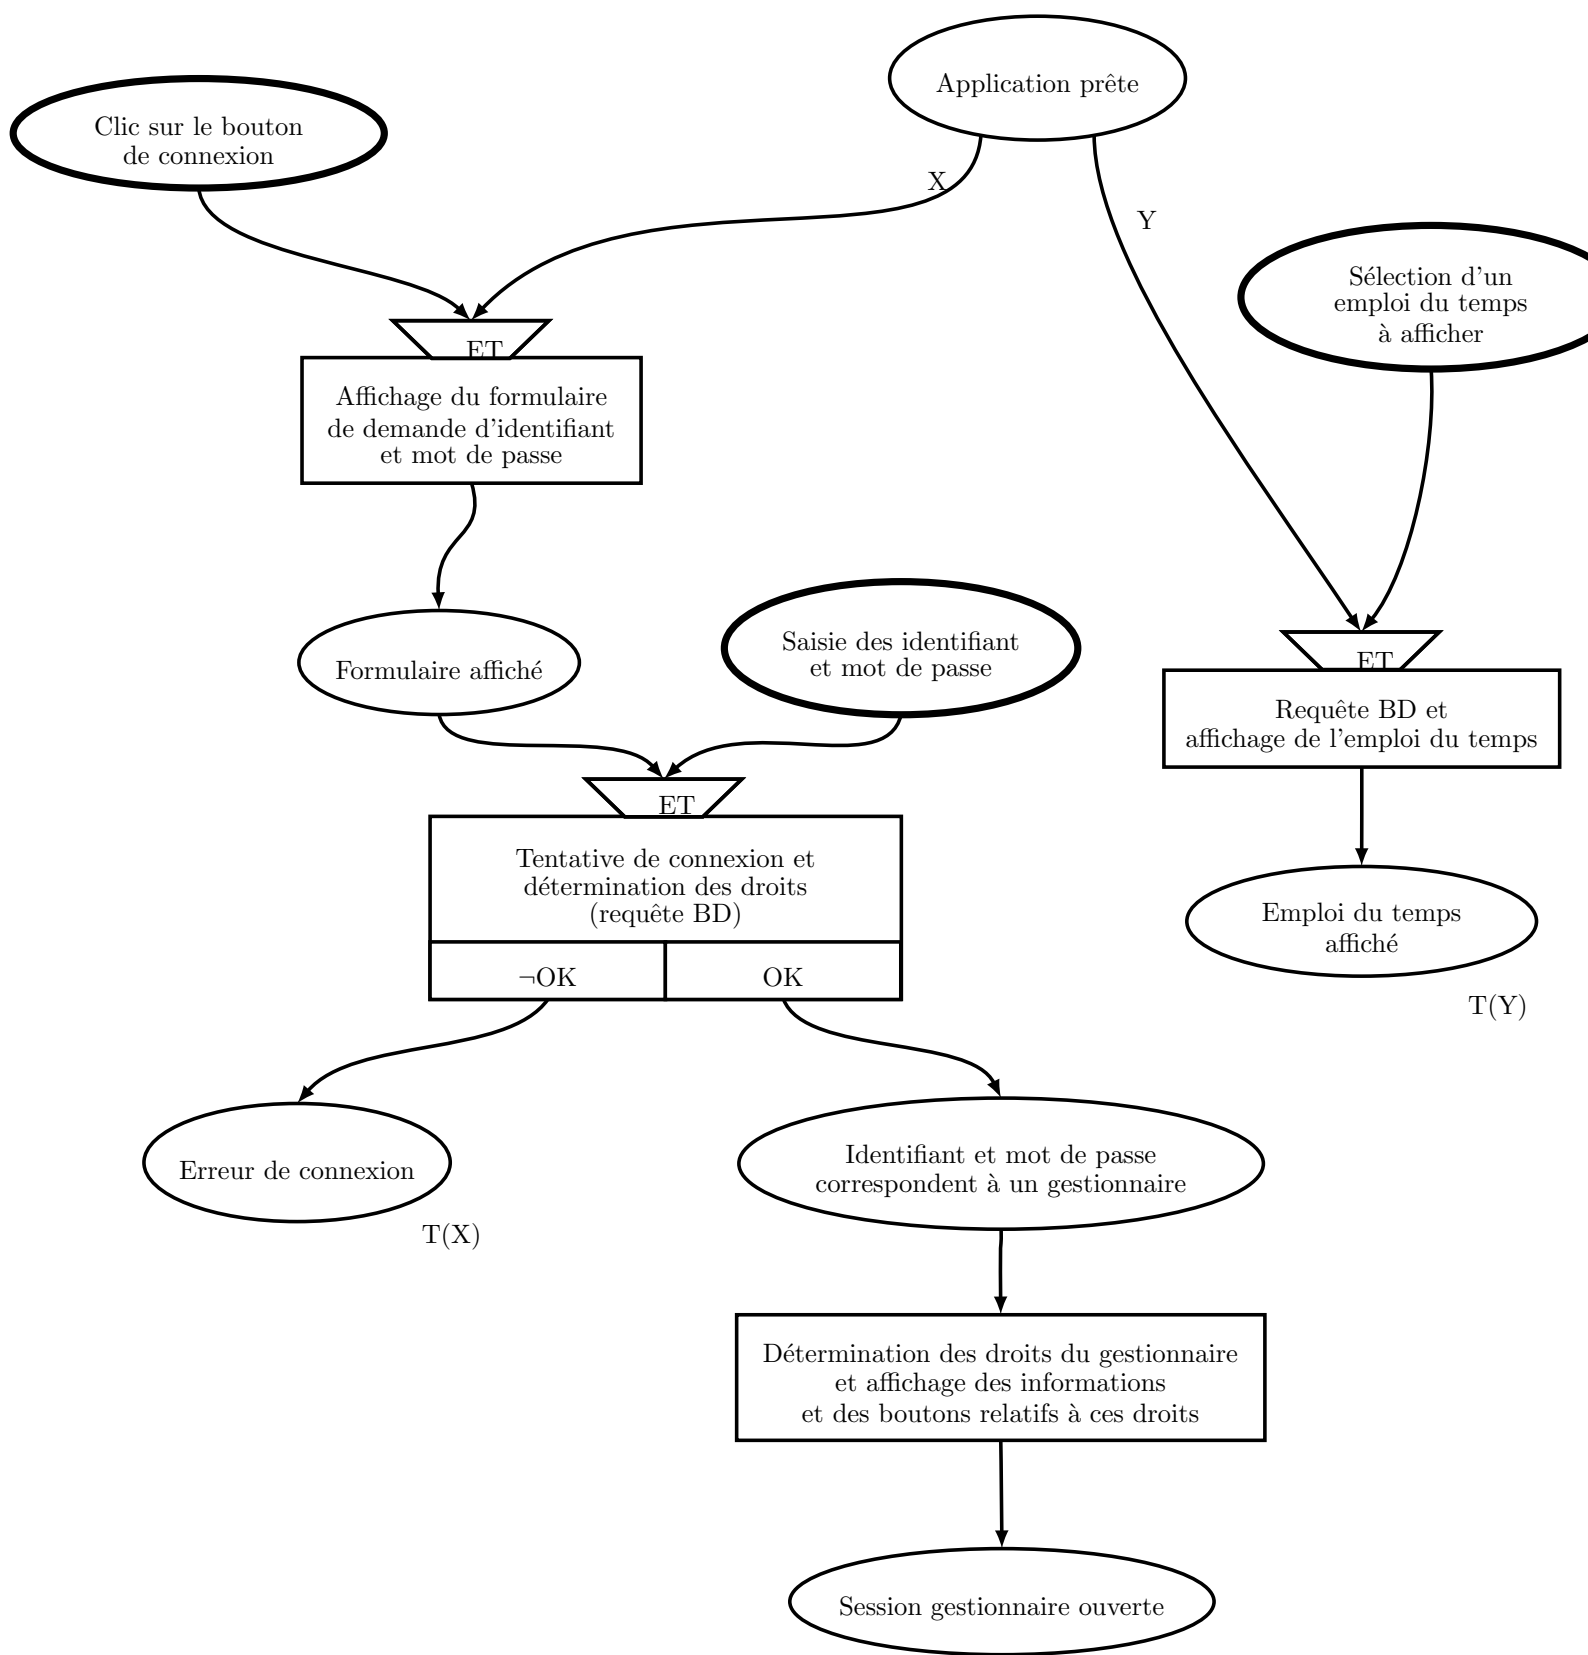 Application prête
Clic sur le bouton
de connexion
X
Y
Sélection d'un
emploi du temps
à afficher
ET
Affichage du formulaire
de demande d'identifiant
et mot de passe
Formulaire affiché
Saisie des identifiant
et mot de passe
ET
Requête BD et
affichage de l'emploi du temps
ET
Tentative de connexion et
détermination des droits
(requête BD)
¬OK
OK
Emploi du temps
affiché
T(Y)
Erreur de connexion
T(X)
Identifiant et mot de passe
correspondent à un gestionnaire
Détermination des droits du gestionnaire
et affichage des informations
et des boutons relatifs à ces droits
Session gestionnaire ouverte